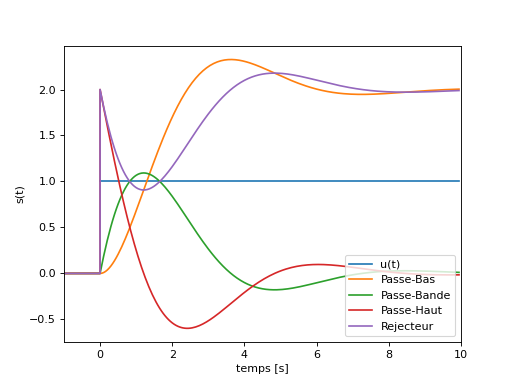 2.0
1.5
1.0
0.5
0.0
−0.5
s(t)
0
2
4
6
8
10
temps [s]
u(t)
Passe-Bas
Passe-Bande
Passe-Haut
Rejecteur